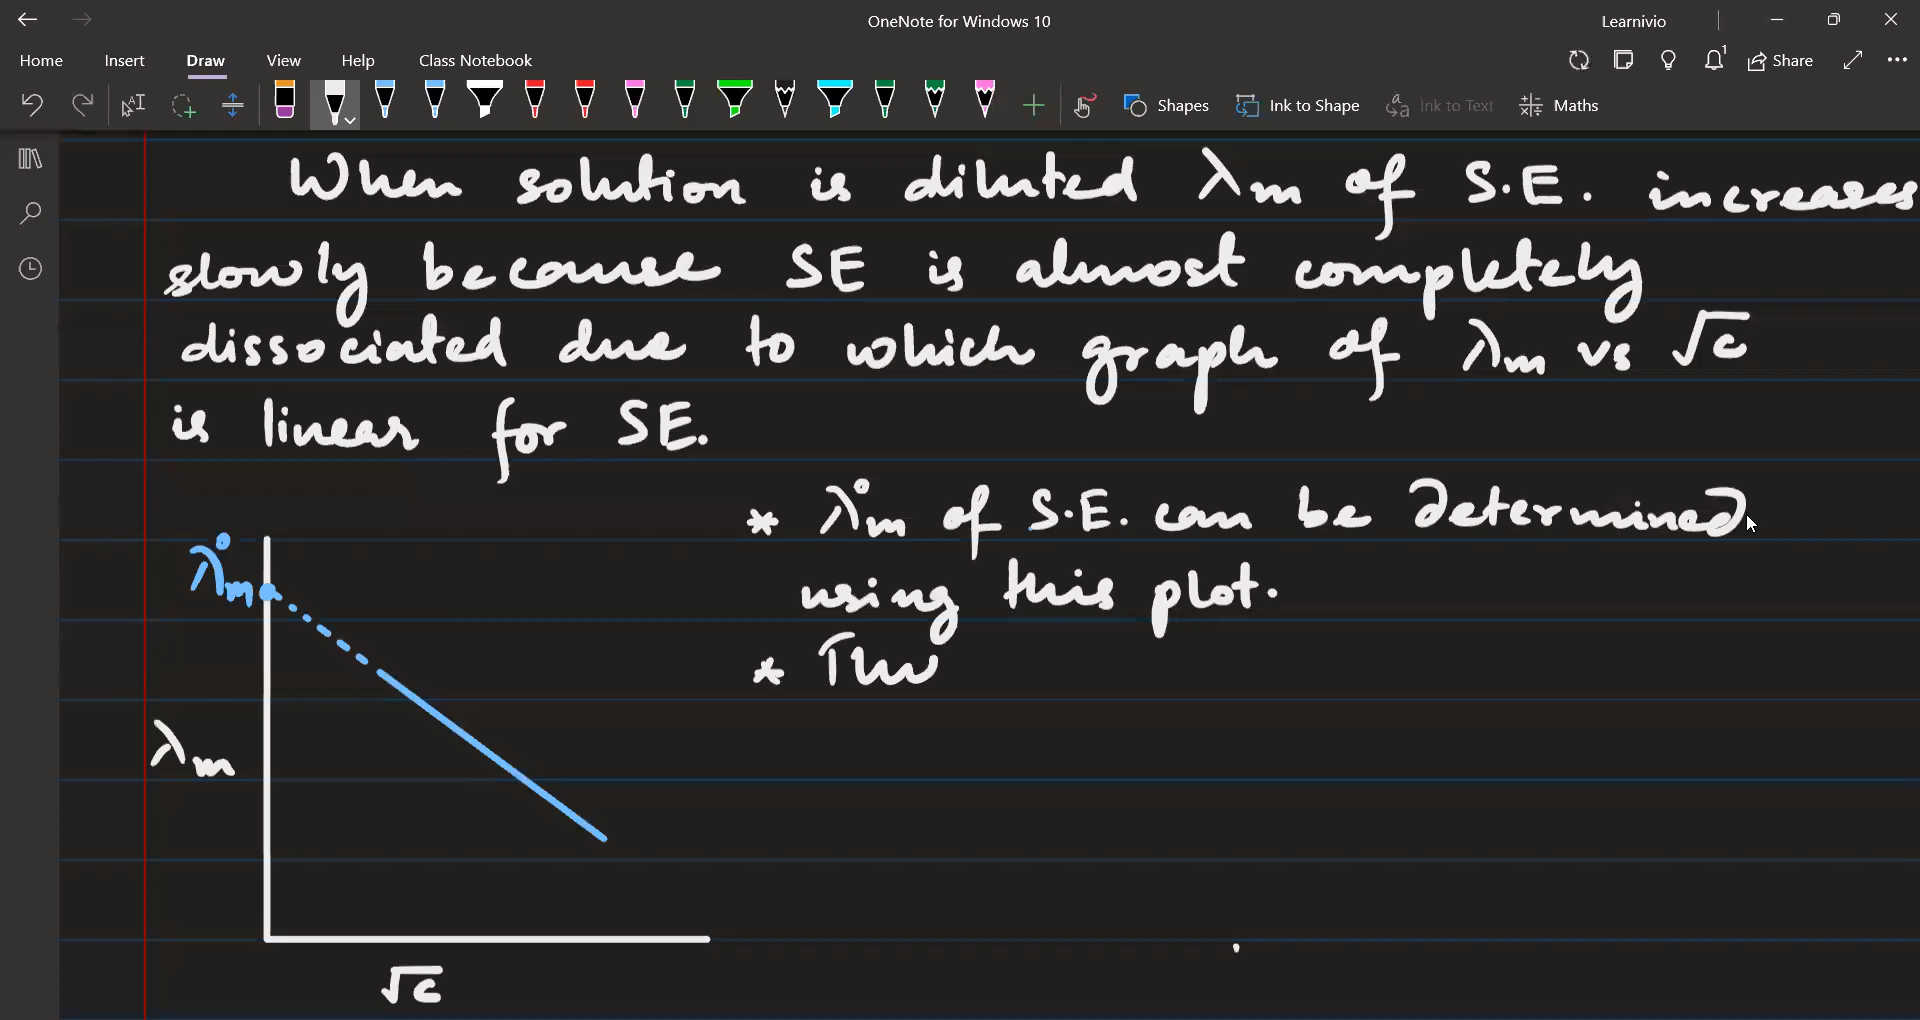 OneNote for Windows 10
Learnivio
Home Insert Draw View Help Class Notebook
1 Share
Shapes Ink to Shape Ink to Text Maths
When solution is diluted λm of S.E. increases
slowly because SE is almost completely
dissociated due to which graph of λm vs √c
is linear for SE.
* λ°m of S.E. can be determined
using this plot.
*
λ°m
λm
√c